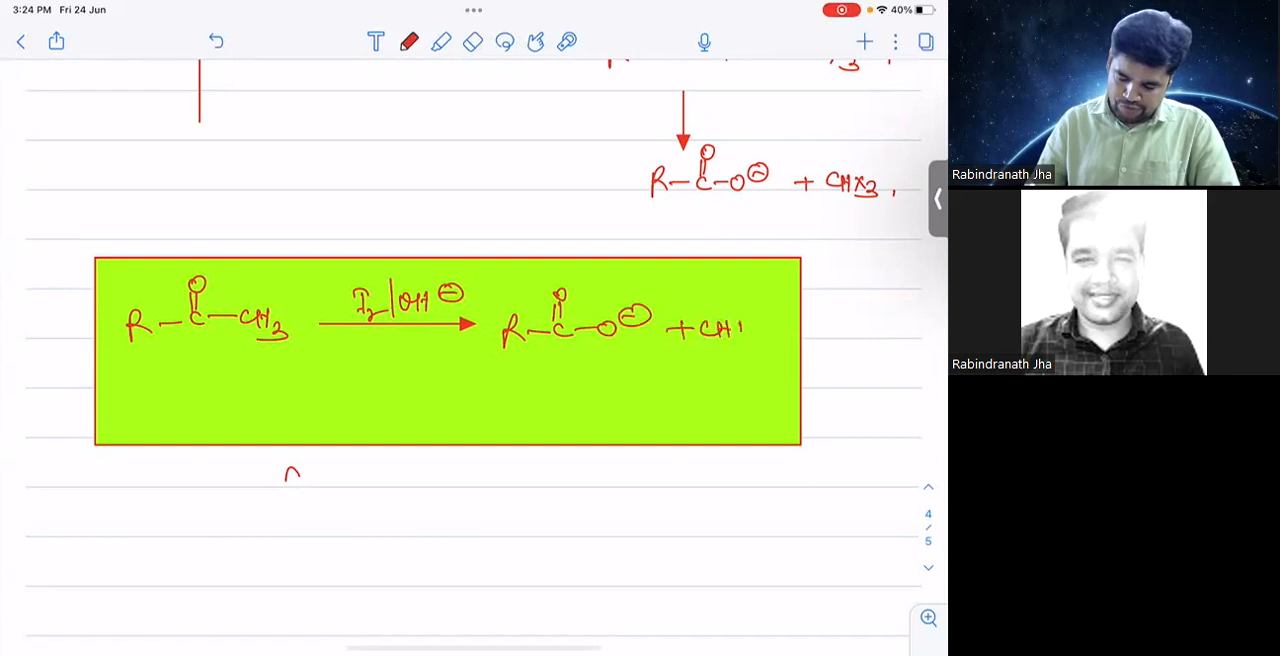 3:24 PM Fri 24 Jun
40%
T
R-C-O⊖ + CHX3,
O
Rabindranath Jha
O
R-C-CH3
I2/OH⊖
O
R-C-O⊖ + CHI
Rabindranath Jha
4
/
5